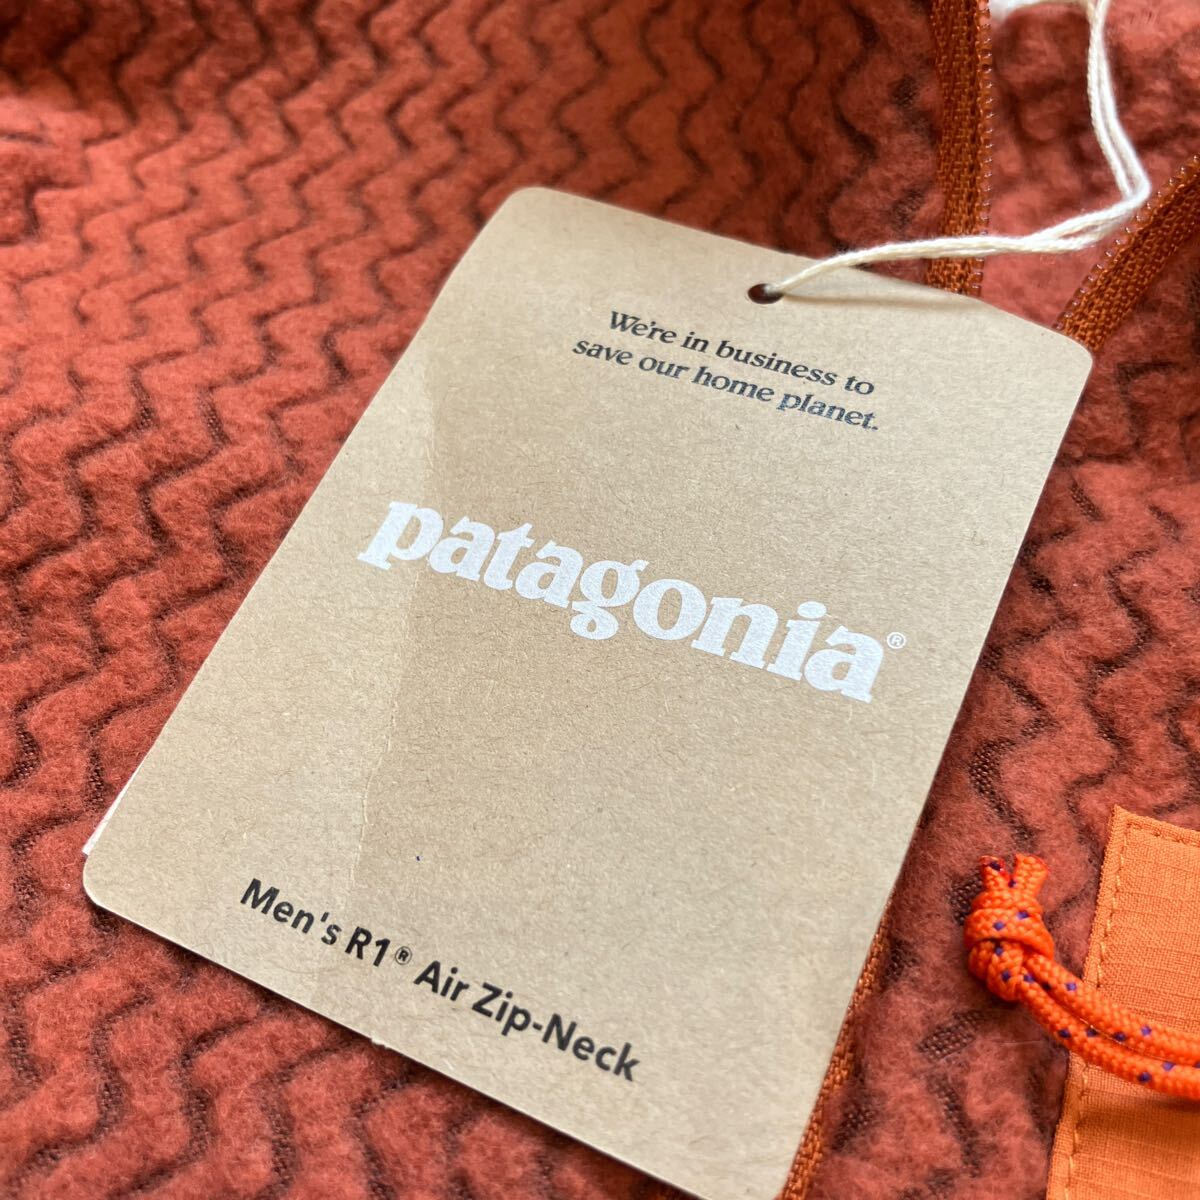 We're in business to
save our home planet.
patagonia®
Men's R1® Air Zip-Neck